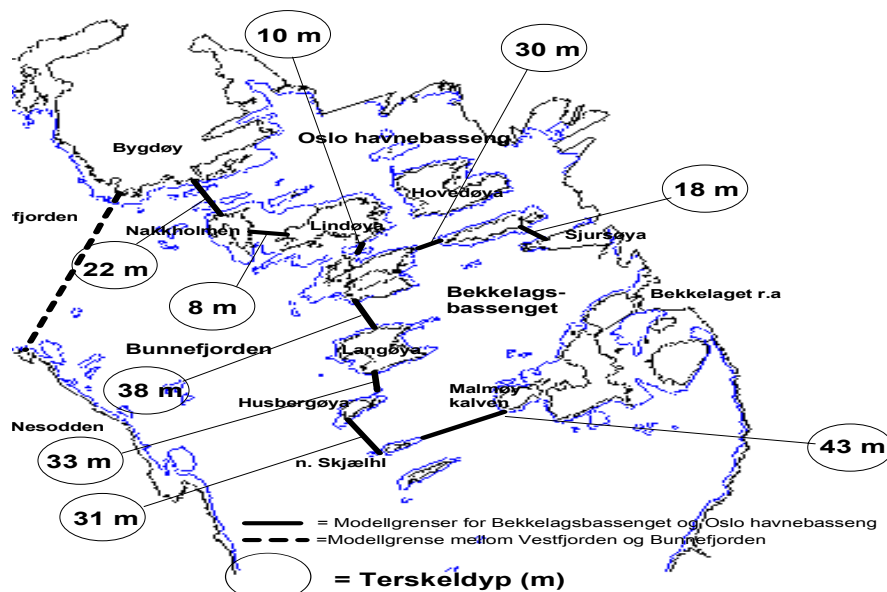 10 m
30 m
Bygdøy
Oslo havnebasseng
Hovedøya
18 m
fjorden
Nakkholmen
Lindøya
Sjursøya
22 m
8 m
Bekkelags-
bassenget
Bekkelaget r.a
Bunnefjorden
Langøya
38 m
Husbergøya
Malmøy
kalven
Nesodden
33 m
43 m
n. Skjælhl
31 m
= Modellgrenser for Bekkelagsbassenget og Oslo havnebasseng
=Modellgrense mellom Vestfjorden og Bunnefjorden
= Terskeldyp (m)